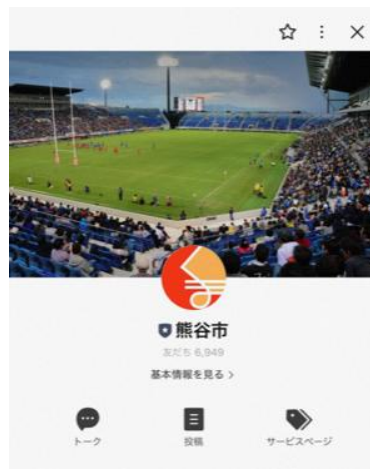 熊谷市
友だち 6,949
基本情報を見る >
トーク
投稿
サービスページ